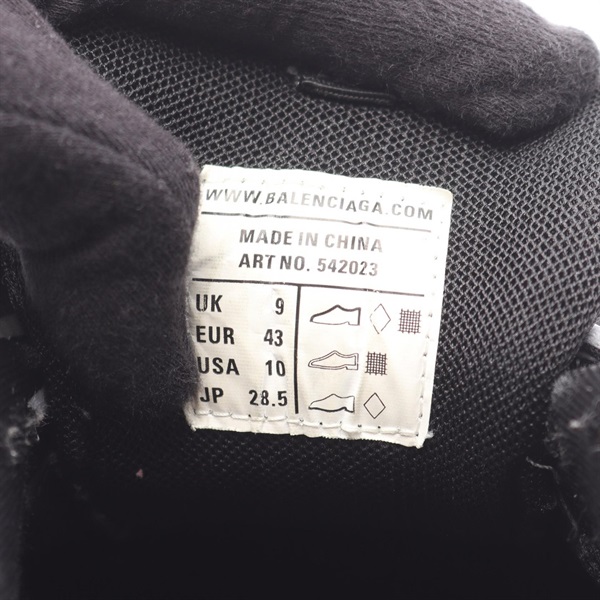 WWW.BALENCIAGA.COM
MADE IN CHINA
ART NO. 542023
UK 9
EUR 43
USA 10
JP 28.5